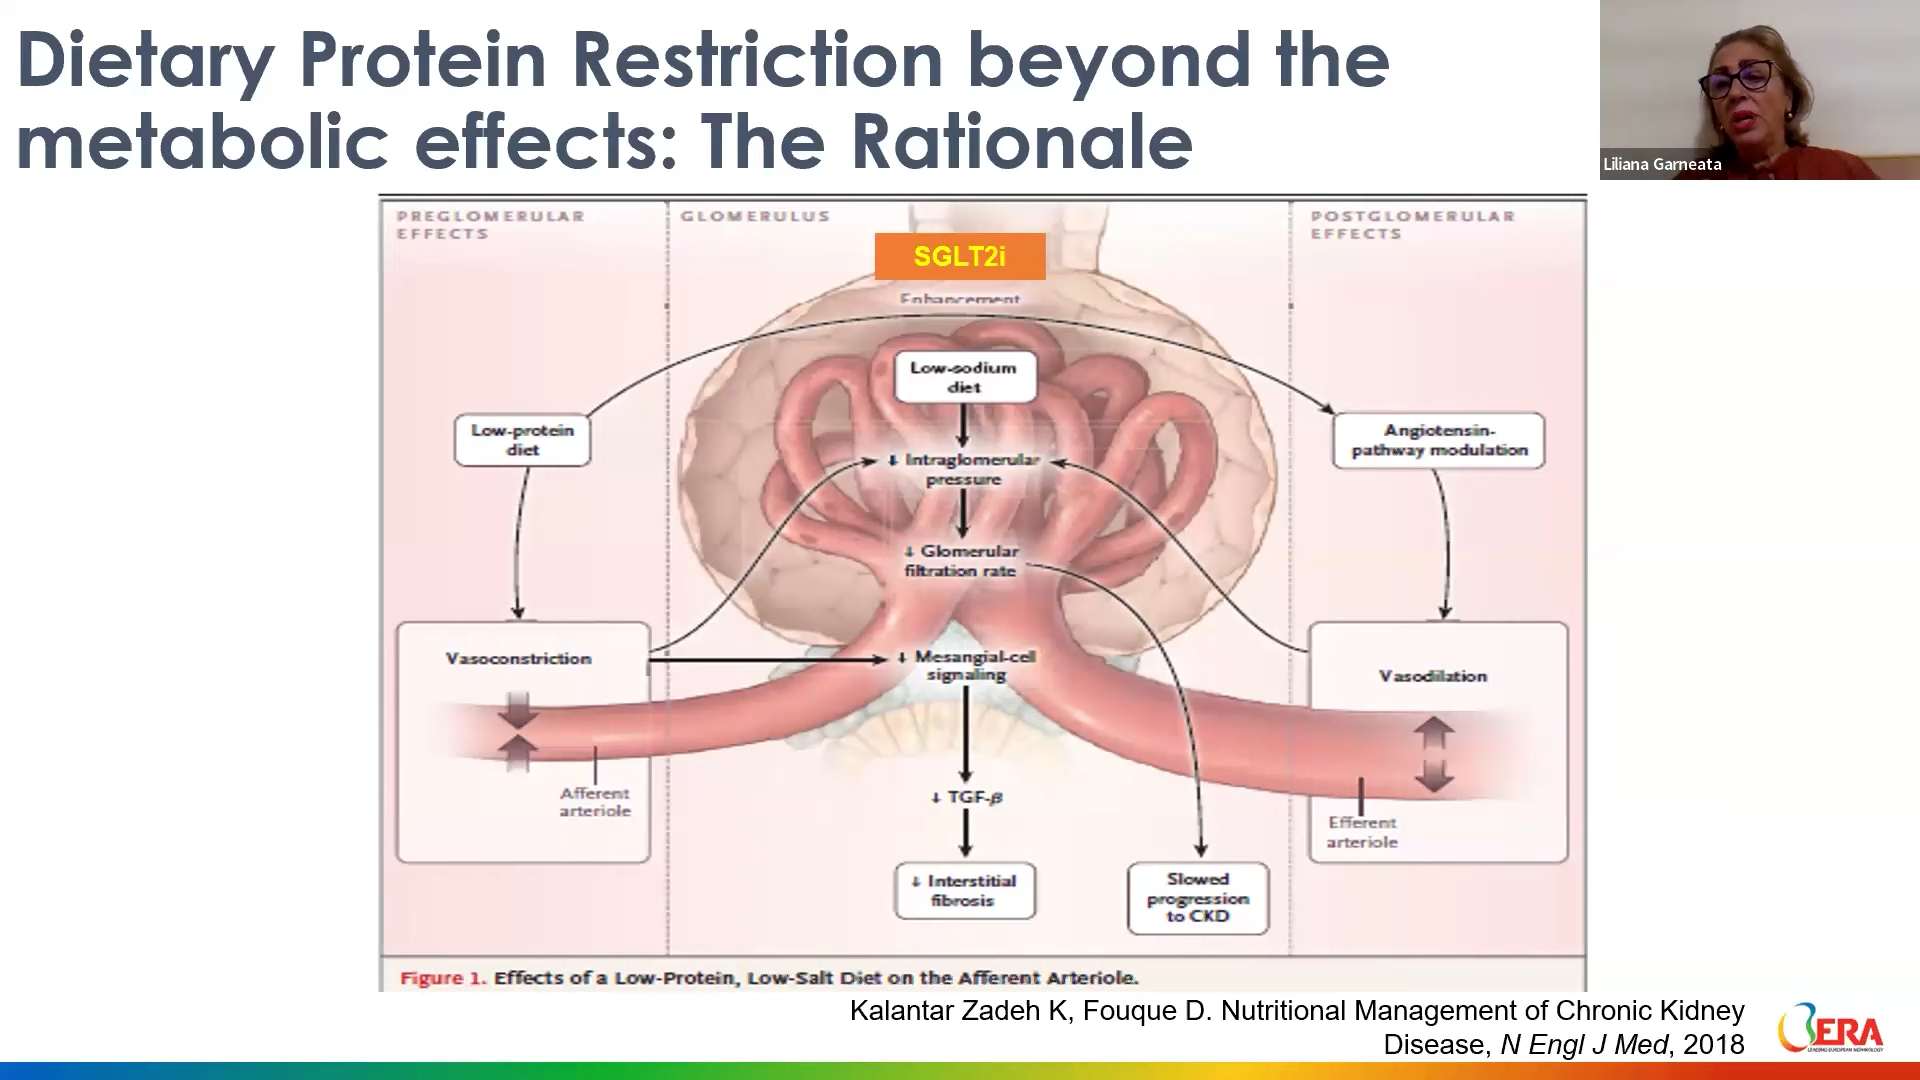 Dietary Protein Restriction beyond the
metabolic effects: The Rationale
Liliana Garneata
PREGLOMERULAR
EFFECTS
GLOMERULUS
POSTGLOMERULAR
EFFECTS
SGLT2i
Enhancement
Low-sodium
diet
Low-protein
diet
Angiotensin-
pathway modulation
↓ Intraglomerular
pressure
↓ Glomerular
filtration rate
Vasoconstriction
↓ Mesangial-cell
signaling
Vasodilation
Afferent
arteriole
↓ TGF-β
Efferent
arteriole
↓ Interstitial
fibrosis
Slowed
progression
to CKD
Figure 1. Effects of a Low-Protein, Low-Salt Diet on the Afferent Arteriole.
Kalantar Zadeh K, Fouque D. Nutritional Management of Chronic Kidney
Disease, N Engl J Med, 2018
ERA
LEADING EUROPEAN NEPHROLOGY